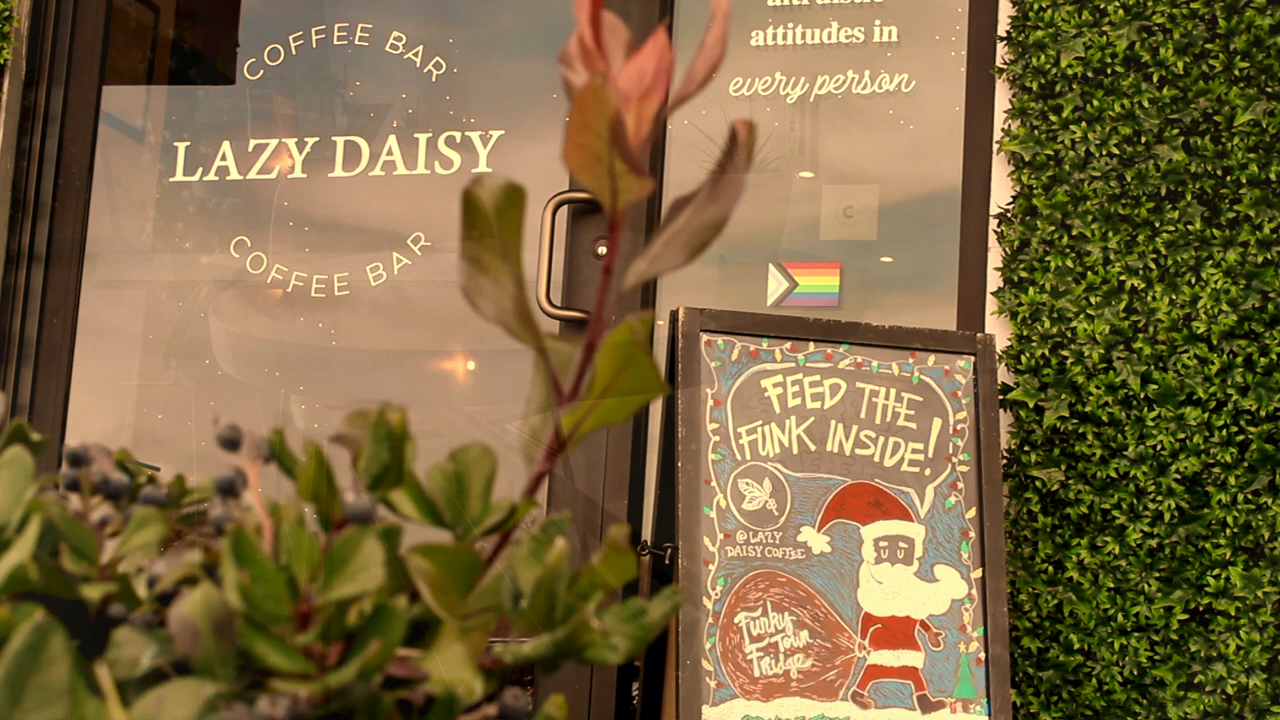 COFFEE BAR
LAZY DAISY
COFFEE BAR
altruistic
attitudes in
every person
C
FEED THE
FUNK INSIDE!
@LAZY
DAISY COFFEE
Funky
Town
Fridge